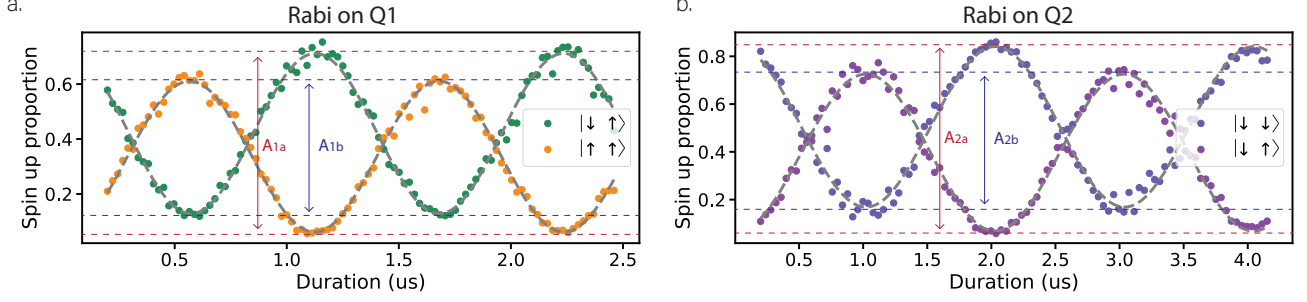 a.
Rabi on Q1
Spin up proportion
0.6
0.4
0.2
A1a
A1b
|↓ ↑⟩
|↑ ↑⟩
0.5
1.0
1.5
2.0
2.5
Duration (us)
b.
Rabi on Q2
Spin up proportion
0.8
0.6
0.4
0.2
A2a
A2b
|↓ ↓⟩
|↓ ↑⟩
0.5
1.0
1.5
2.0
2.5
3.0
3.5
4.0
Duration (us)